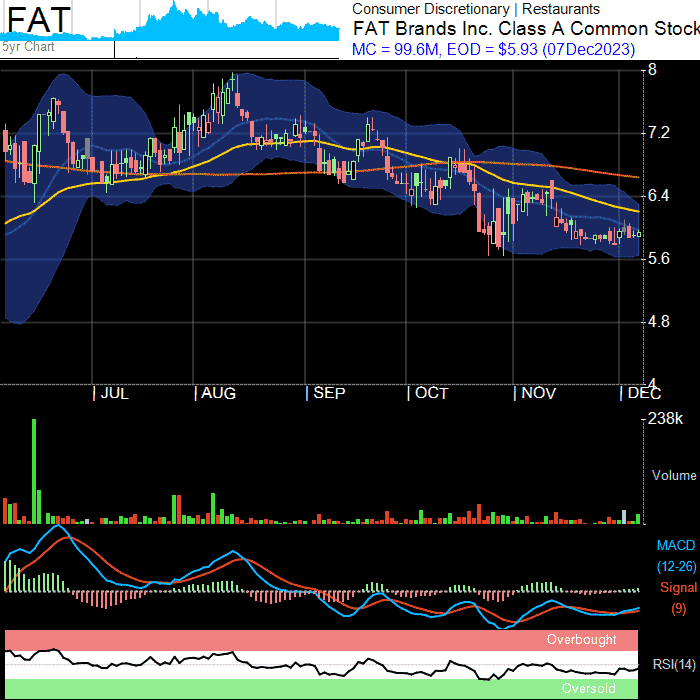 FAT
5yr Chart
Consumer Discretionary | Restaurants
FAT Brands Inc. Class A Common Stock
MC = 99.6M, EOD = $5.93 (07Dec2023)
8
7.2
6.4
5.6
4.8
4
JUL AUG SEP OCT NOV DEC
238k
Volume
MACD
(12-26)
Signal
(9)
Overbought
RSI(14)
Oversold